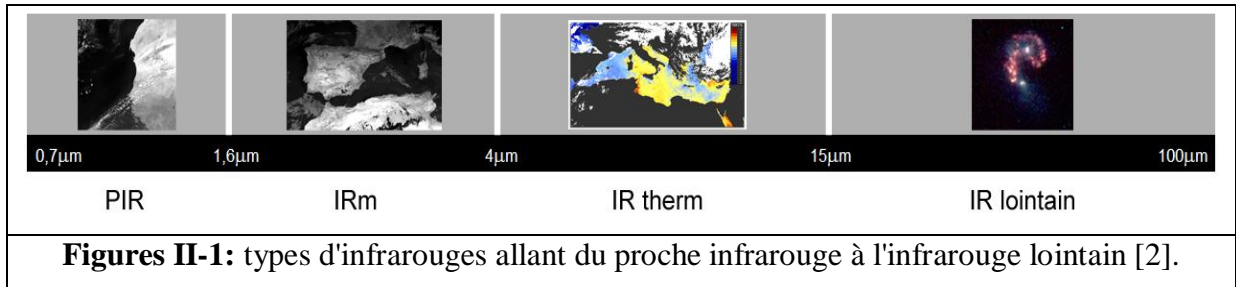 0,7μm 1,6μm 4μm 15μm 100μm
PIR IRm IR therm IR lointain
Figures II-1: types d'infrarouges allant du proche infrarouge à l'infrarouge lointain [2].